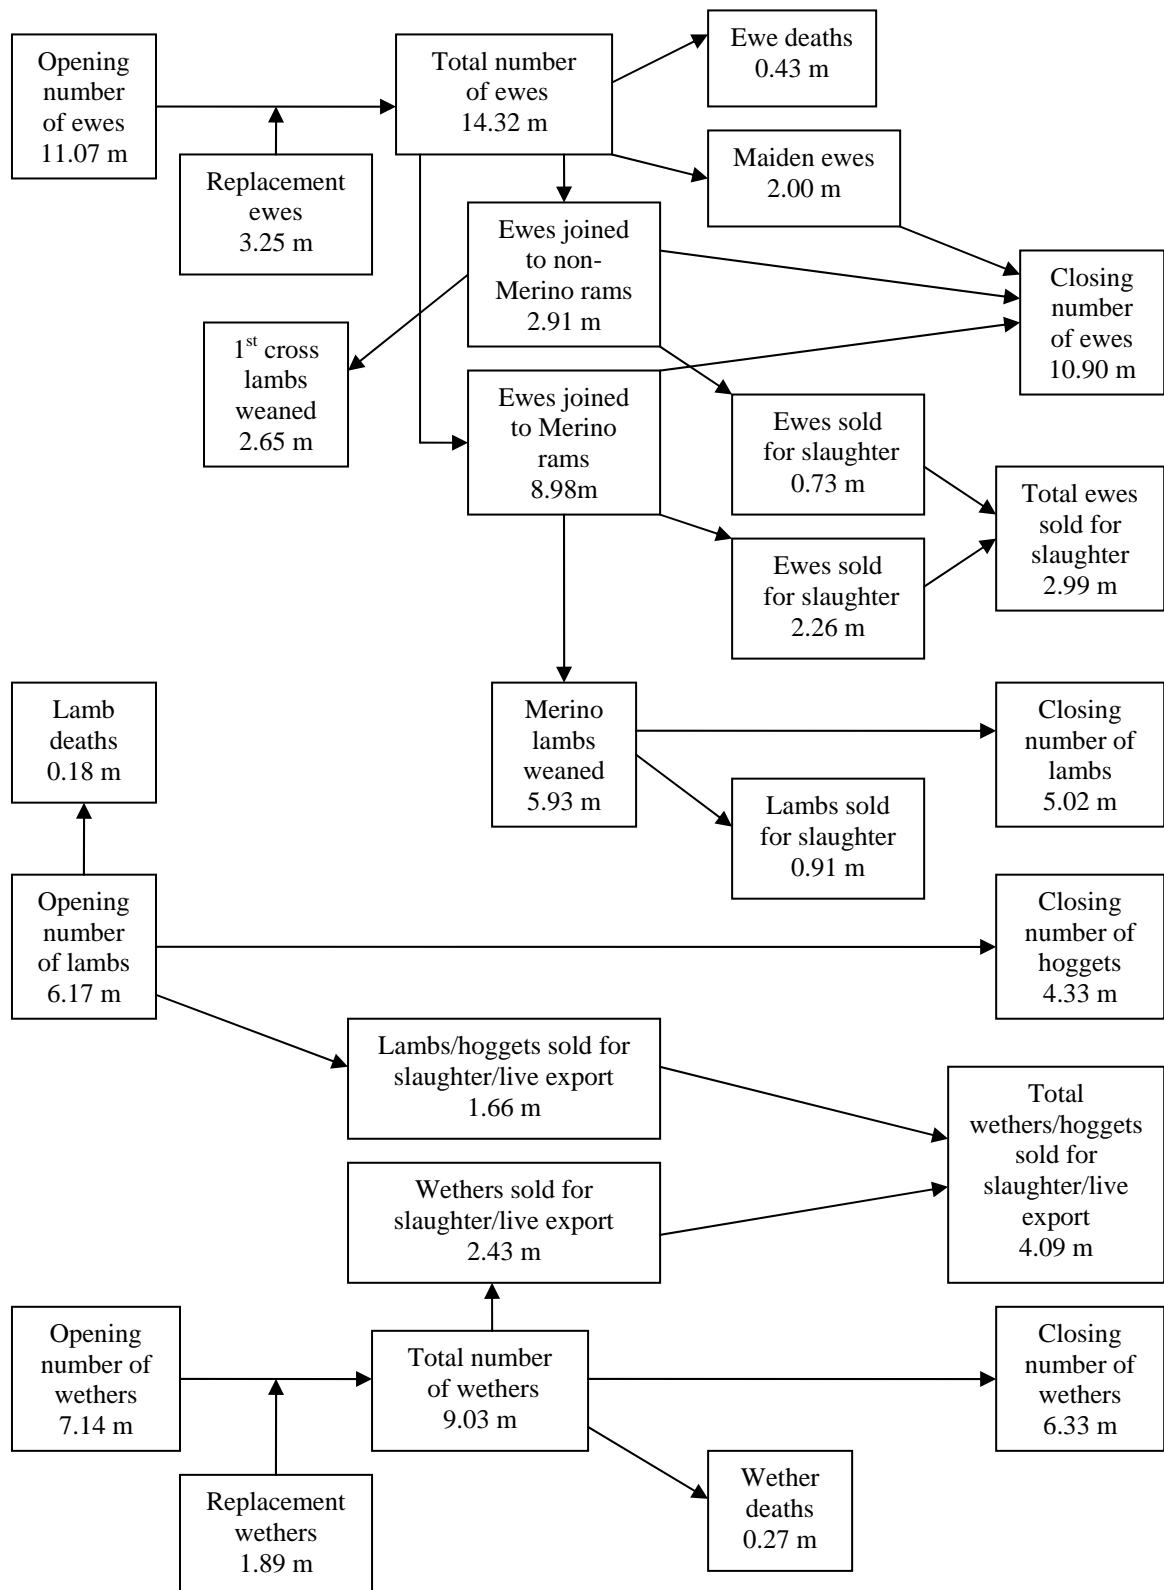 Opening
number
of ewes
11.07 m
Total number
of ewes
14.32 m
Ewe deaths
0.43 m
Replacement
ewes
3.25 m
Maiden ewes
2.00 m
Ewes joined
to non-
Merino rams
2.91 m
Closing
number
of ewes
10.90 m
1st cross
lambs
weaned
2.65 m
Ewes joined
to Merino
rams
8.98m
Ewes sold
for slaughter
0.73 m
Total ewes
sold for
slaughter
2.99 m
Ewes sold
for slaughter
2.26 m
Lamb
deaths
0.18 m
Merino
lambs
weaned
5.93 m
Closing
number of
lambs
5.02 m
Lambs sold
for slaughter
0.91 m
Opening
number
of lambs
6.17 m
Closing
number of
hoggets
4.33 m
Lambs/hoggets sold for
slaughter/live export
1.66 m
Total
wethers/hoggets
sold for
slaughter/live
export
4.09 m
Wethers sold for
slaughter/live export
2.43 m
Opening
number of
wethers
7.14 m
Total number
of wethers
9.03 m
Closing
number of
wethers
6.33 m
Replacement
wethers
1.89 m
Wether
deaths
0.27 m